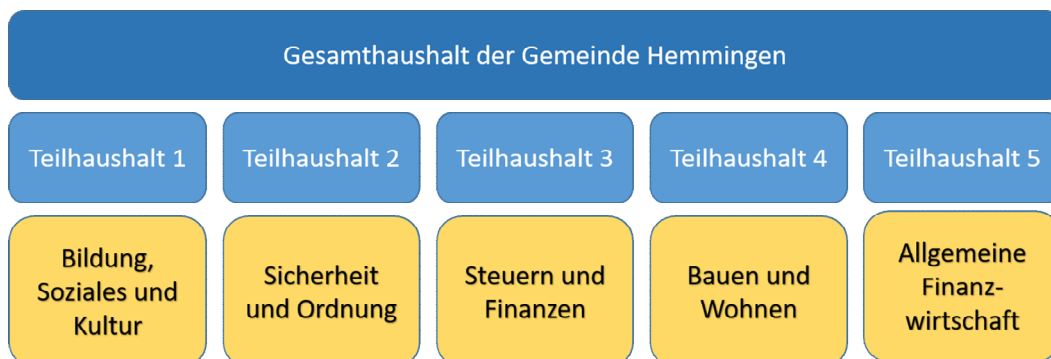 Gesamthaushalt der Gemeinde Hemmingen
Teilhaushalt 1
Teilhaushalt 2
Teilhaushalt 3
Teilhaushalt 4
Teilhaushalt 5
Bildung,
Soziales und
Kultur
Sicherheit
und Ordnung
Steuern und
Finanzen
Bauen und
Wohnen
Allgemeine
Finanz-
wirtschaft